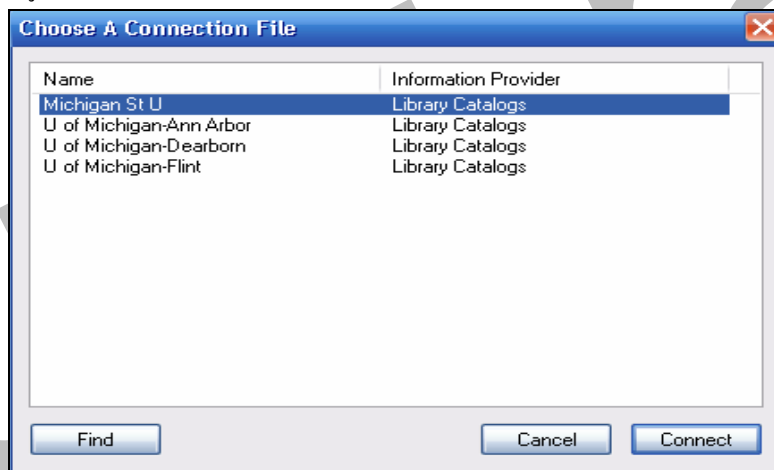 Choose A Connection File
Name Information Provider
Michigan St U Library Catalogs
U of Michigan-Ann Arbor Library Catalogs
U of Michigan-Dearborn Library Catalogs
U of Michigan-Flint Library Catalogs
Find Cancel Connect